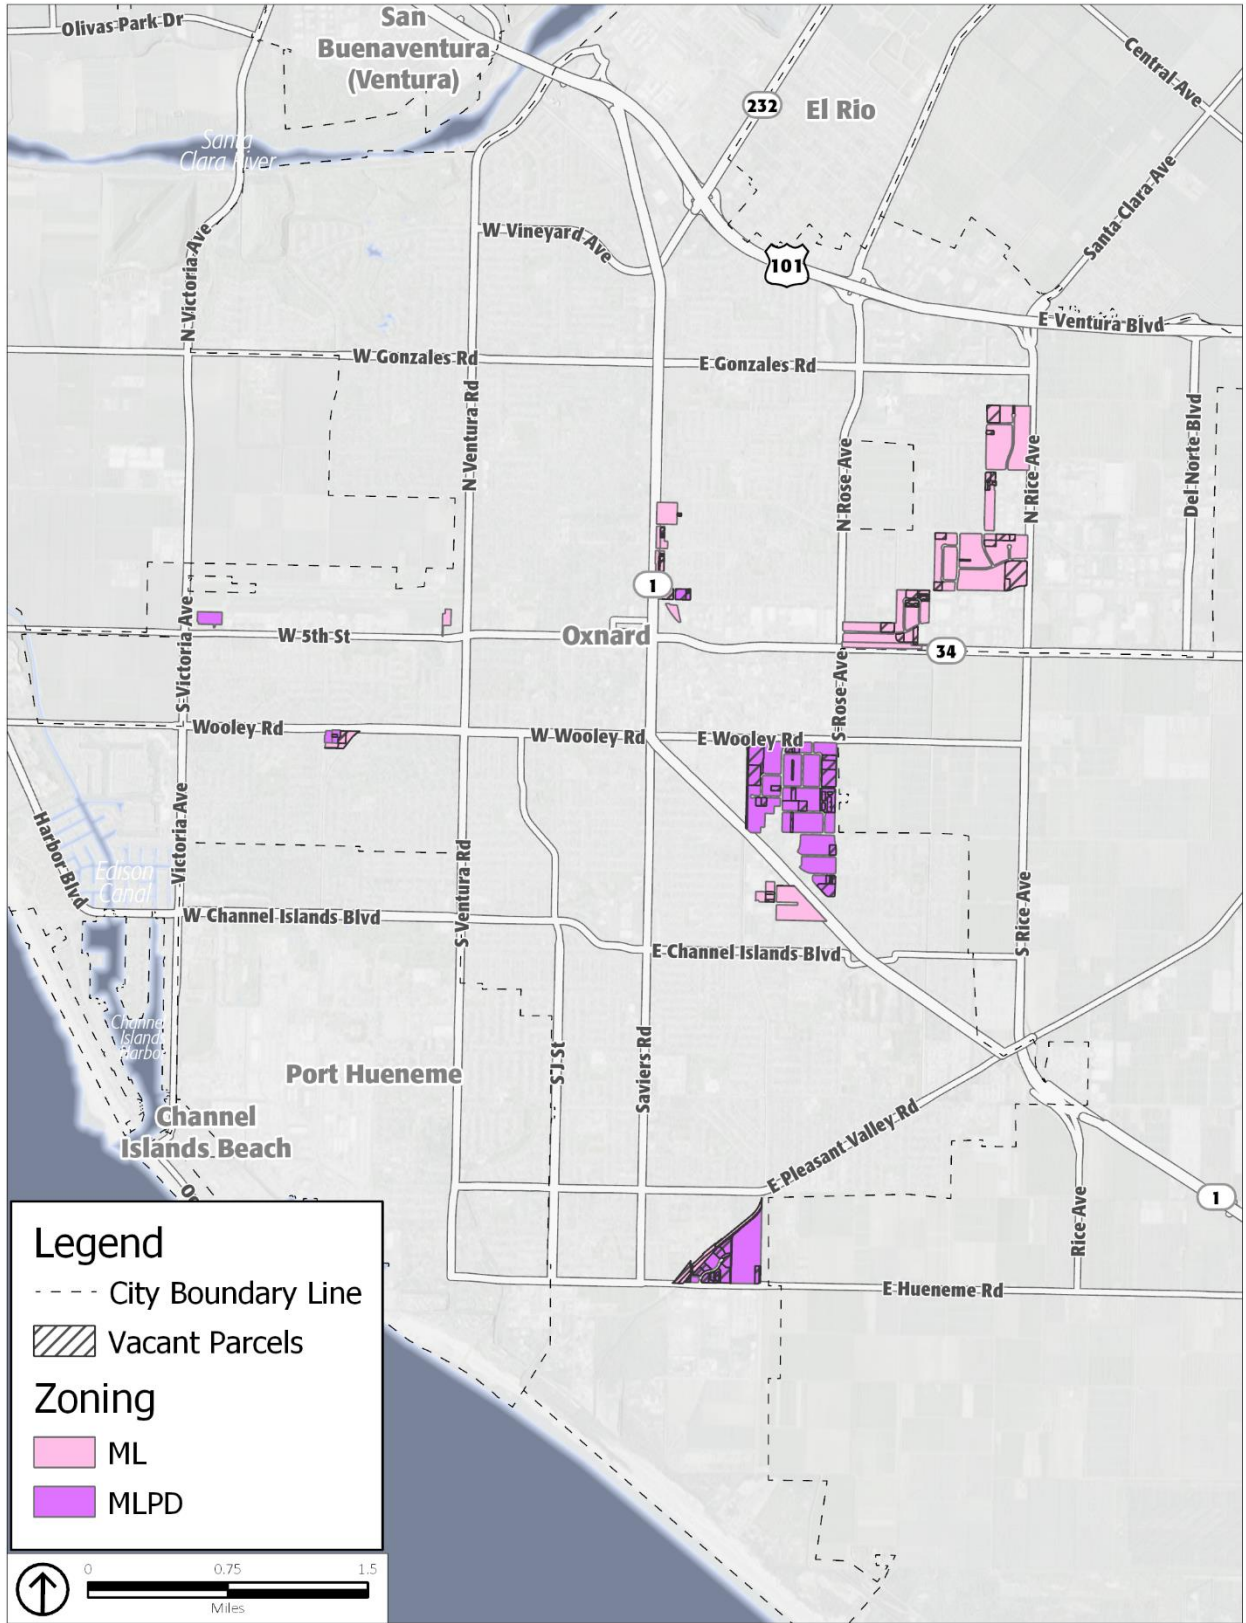 Olivas Park Dr
San
Buenaventura
(Ventura)
Central Ave
232
El Rio
Santa
Clara River
Santa Clara Ave
N Victoria Ave
W Vineyard Ave
101
E Ventura Blvd
W Gonzales Rd
E Gonzales Rd
N Ventura Rd
N Rose Ave
N Rice Ave
Del Norte Blvd
1
S Victoria Ave
W 5th St
Oxnard
34
S Rose Ave
Wooley Rd
W Wooley Rd
E Wooley Rd
Harbor Blvd
Victoria Ave
Edison
Canal
S Ventura Rd
W Channel Islands Blvd
E Channel Islands Blvd
S Rice Ave
Channel
Islands
Harbor
Port Hueneme
S J St
Saviers Rd
Channel
Islands Beach
E Pleasant Valley Rd
1
Rice Ave
E Hueneme Rd
Legend
City Boundary Line
Vacant Parcels
Zoning
ML
MLPD
0 0.75 1.5
Miles